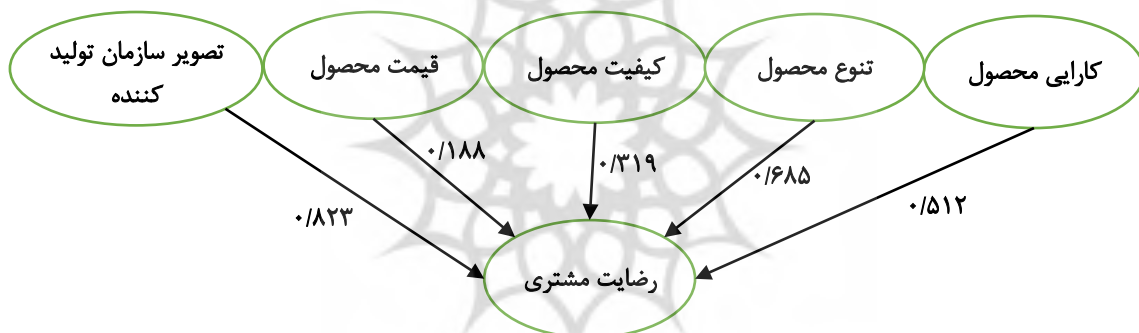 کارایی محصول
تنوع محصول
کیفیت محصول
قیمت محصول
تصویر سازمان تولید
کننده
۰/۵۱۲
۰/۶۸۵
۰/۳۱۹
۰/۱۸۸
۰/۸۲۳
رضایت مشتری